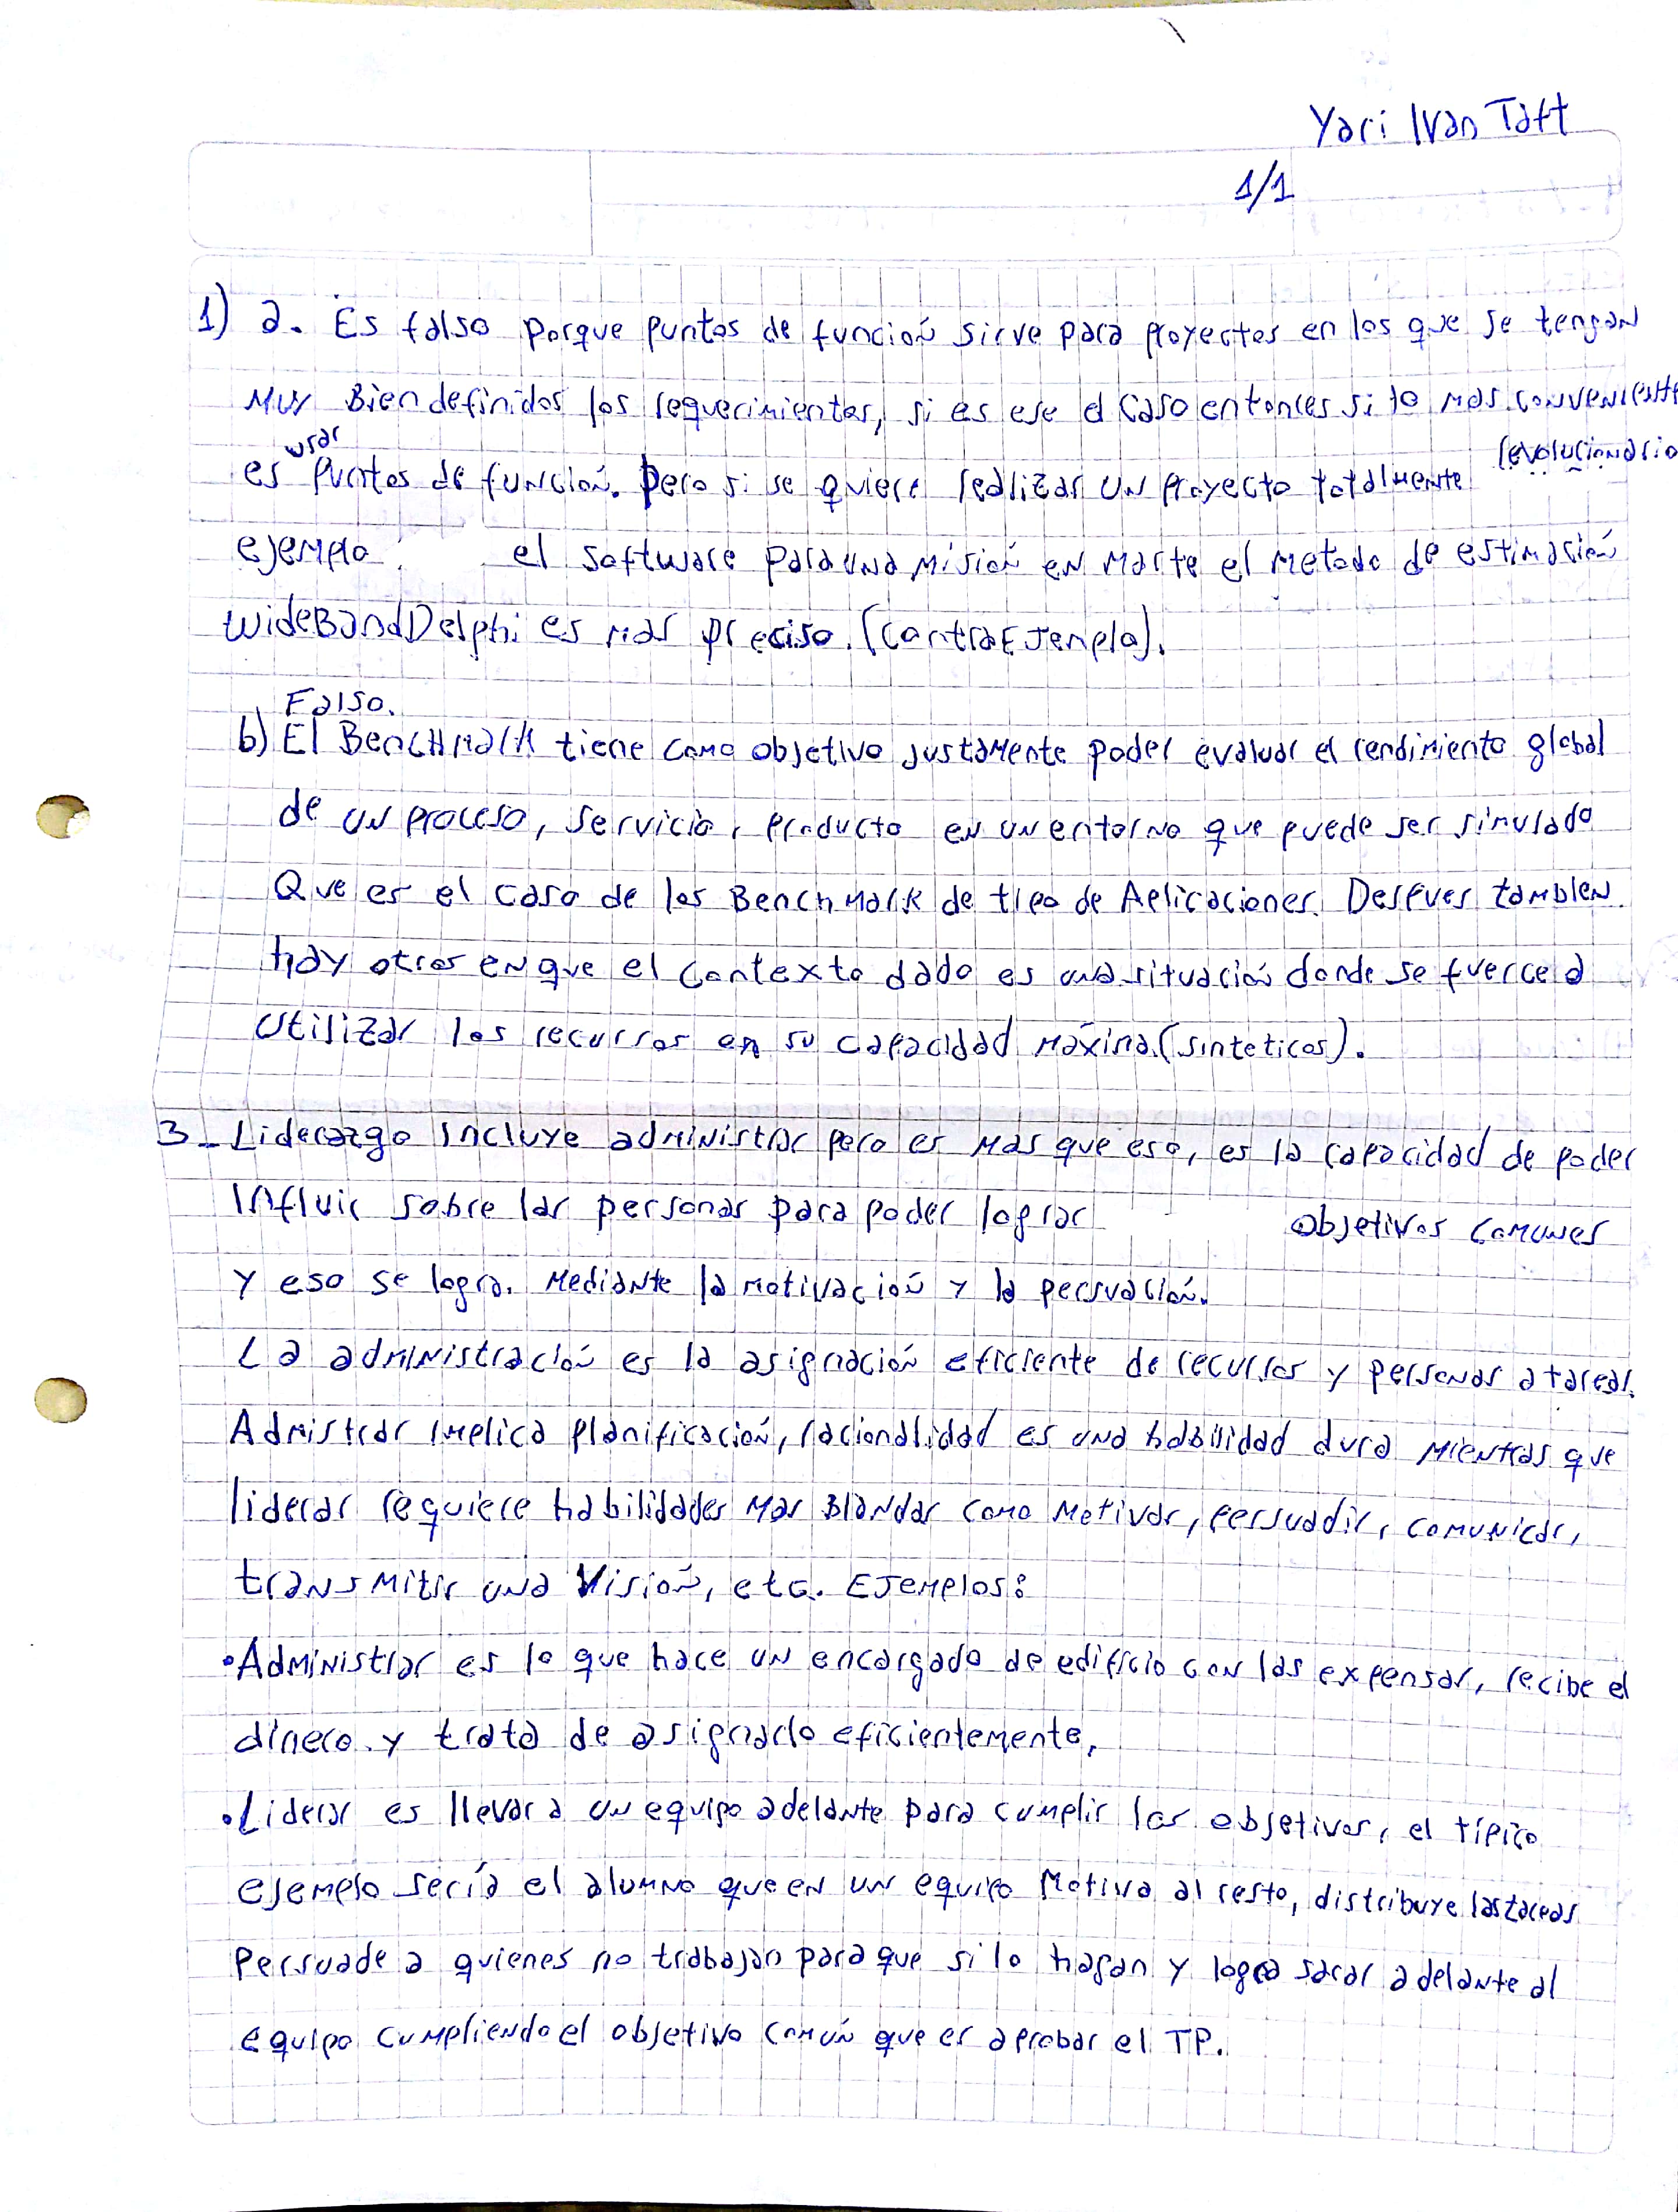 Yari Ivan Taft
1/1
1) a. Es falso porque puntos de función sirve para proyectos en los que se tengan
muy Bien definidos los requerimientos, si es ese el caso entonces si lo mas conveniente
es usar Puntos de función. Pero si se quiere realizar un proyecto totalmente revolucionario
ejemplo: el software para una misión en marte el metodo de estimación
WideBandDelphi es mas preciso. (ContraEjemplo).
Falso.
b) El BencHmark tiene como objetivo justamente poder evaluar el rendimiento global
de un proceso, servicio, producto en un entorno que puede ser simulado
Que es el caso de los Benchmark de tipo de Aplicaciones. Despues tambien
hay otros en que el contexto dado es una situación donde se fuerce a
utilizar los recursos en su capacidad máxima (sinteticos).
3- Liderazgo incluye administrar pero es mas que eso, es la capacidad de poder
Influir sobre las personas para poder lograr objetivos comunes
y eso se logra. Mediante la motivación y la persuación.
La administración es la asignación eficiente de recursos y personas a tareas.
Admistrar implica planificación, racionalidad es una habilidad dura mientras que
liderar requiere habilidades mas blandas como motivar, persuadir, comunicar,
transmitir una visión, etc. Ejemplos:
• Administrar es lo que hace un encargado de edificio con las expensas, recibe el
dinero y trata de asignarlo eficientemente,
• Liderar es llevar a un equipo adelante para cumplir los objetivos, el típico
ejemplo sería el alumno que en un equipo motiva al resto, distribuye las tareas
Persuade a quienes no trabajan para que si lo hagan y logra sacar adelante al
equipo cumpliendo el objetivo común que es aprobar el TP.